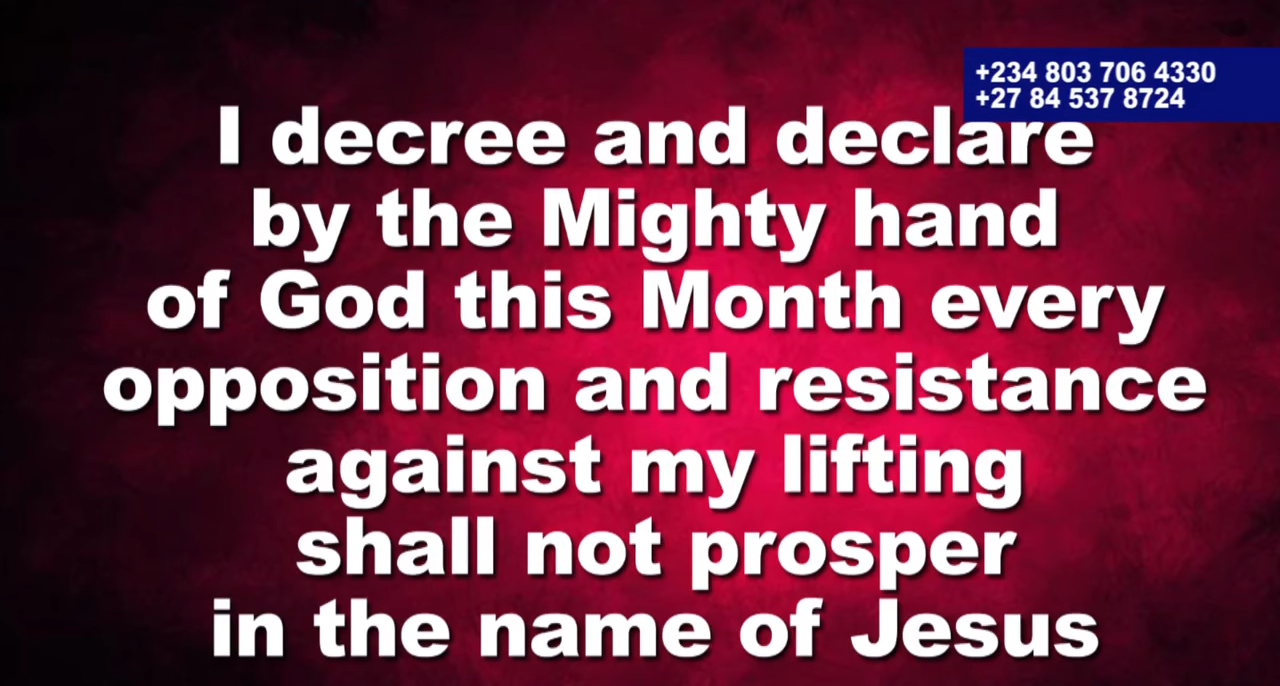 +234 803 706 4330
+27 84 537 8724
I decree and declare
by the Mighty hand
of God this Month every
opposition and resistance
against my lifting
shall not prosper
in the name of Jesus